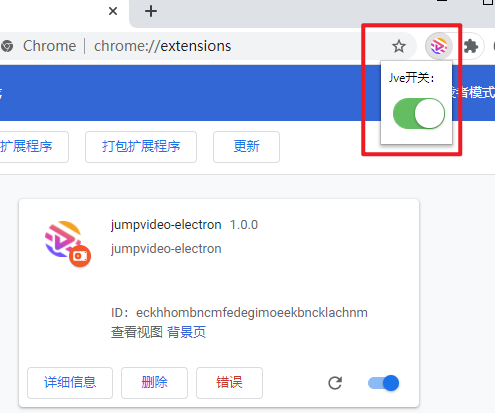 Chrome | chrome://extensions
Jve开关：
者模式
扩展程序
打包扩展程序
更新
jumpvideo-electron 1.0.0
jumpvideo-electron
ID：eckhhombncmfedegimoeekbncklachnm
查看视图 背景页
详细信息
删除
错误